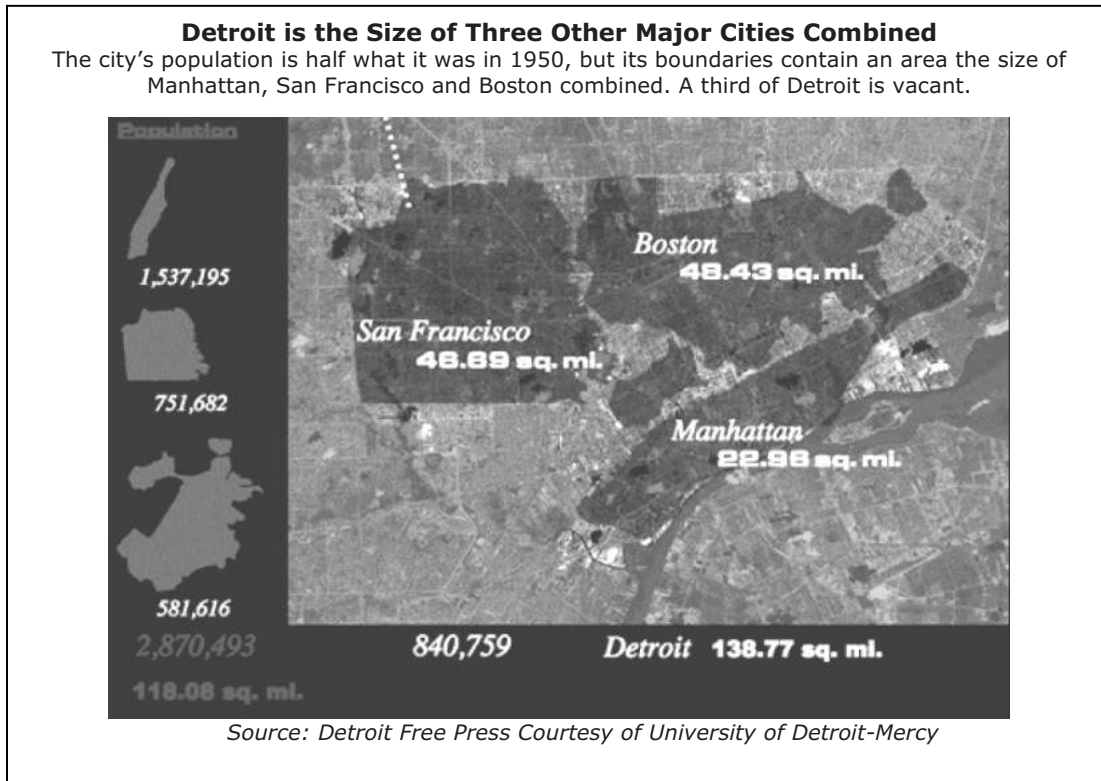 Detroit is the Size of Three Other Major Cities Combined
The city’s population is half what it was in 1950, but its boundaries contain an area the size of
Manhattan, San Francisco and Boston combined. A third of Detroit is vacant.
Population
1,537,195
751,682
581,616
2,870,493
118.08 sq. mi.
Boston
48.43 sq. mi.
San Francisco
46.69 sq. mi.
Manhattan
22.96 sq. mi.
840,759
Detroit 138.77 sq. mi.
Source: Detroit Free Press Courtesy of University of Detroit-Mercy